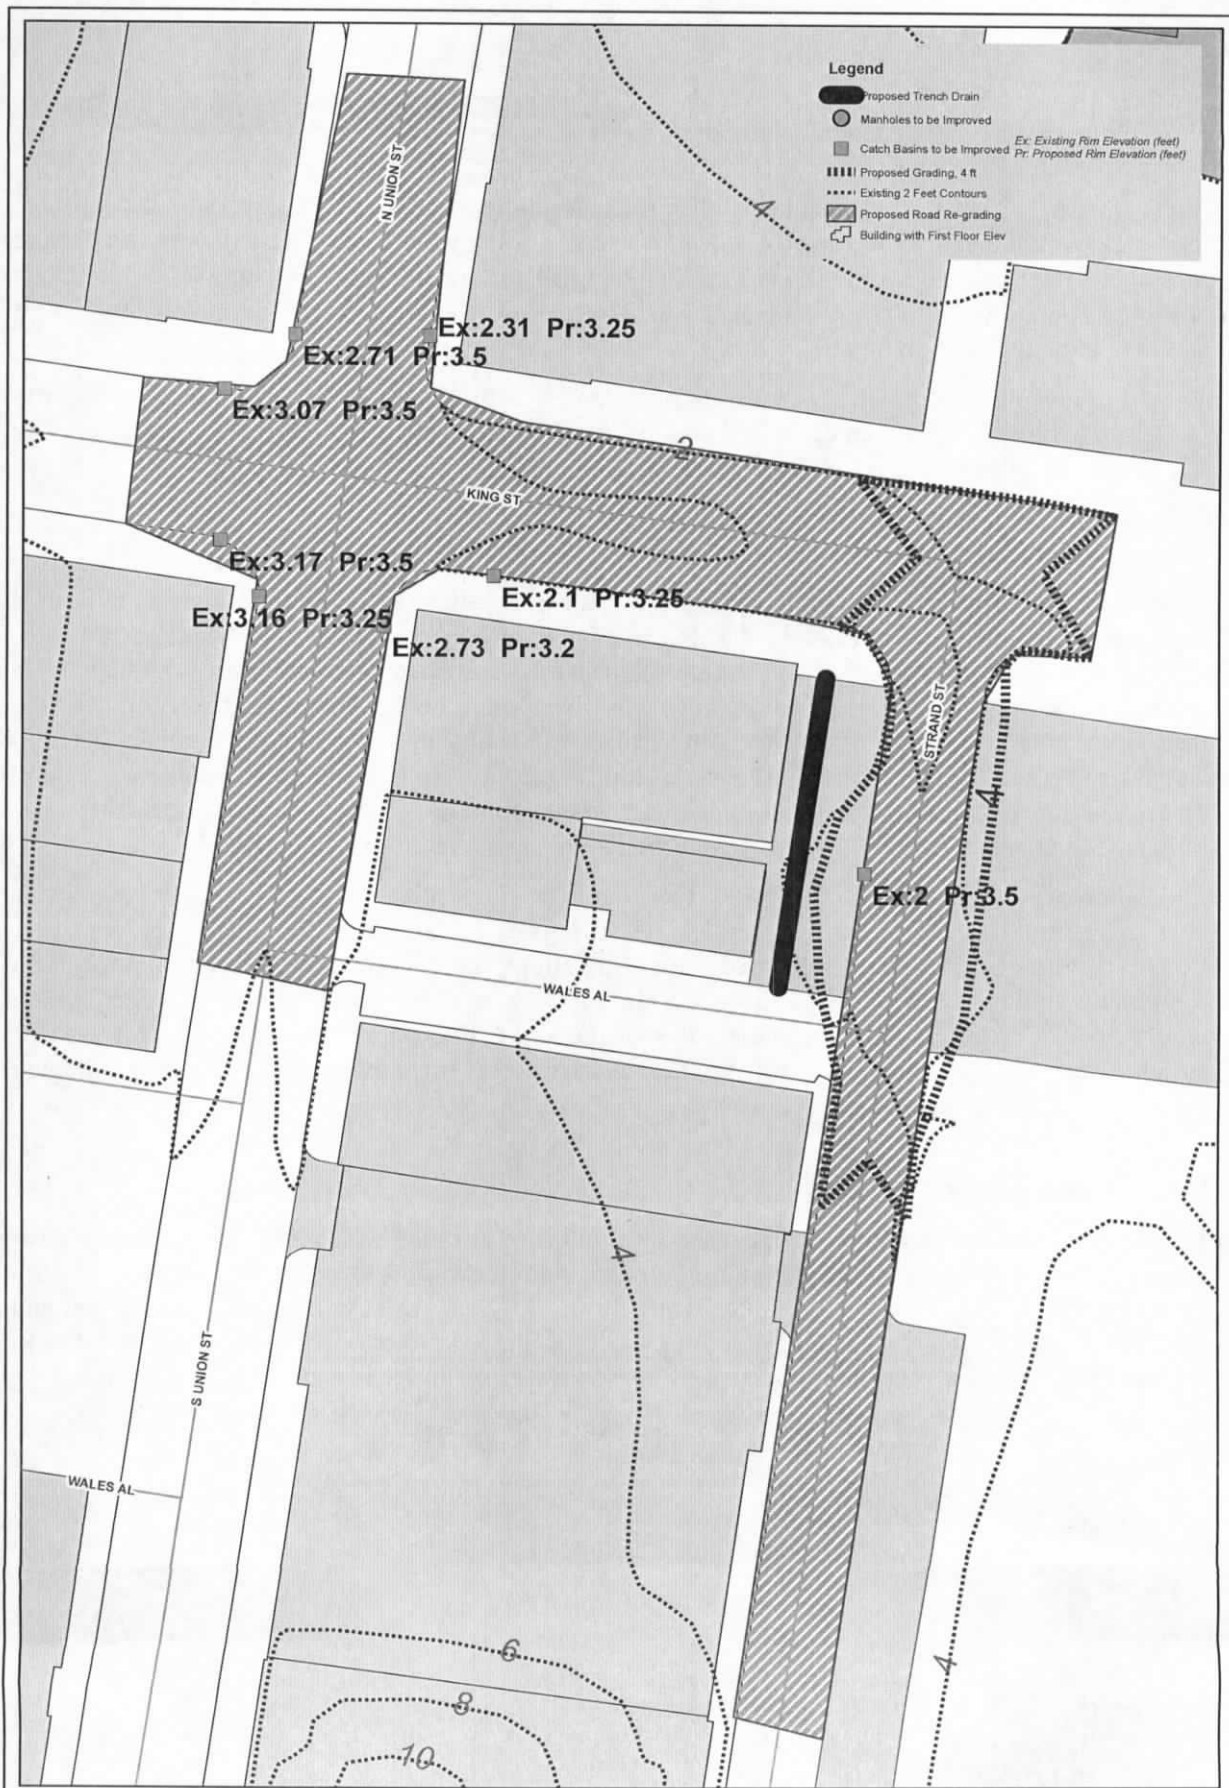 Legend
Proposed Trench Drain
Manholes to be Improved
Catch Basins to be Improved
Ex: Existing Rim Elevation (feet)
Pr: Proposed Rim Elevation (feet)
Proposed Grading, 4 ft
Existing 2 Feet Contours
Proposed Road Re-grading
Building with First Floor Elev
N UNION ST
4
Ex:2.31 Pr:3.25
Ex:2.71 Pr:3.5
Ex:3.07 Pr:3.5
2
KING ST
Ex:3.17 Pr:3.5
Ex:2.1 Pr:3.25
Ex:3.16 Pr:3.25
Ex:2.73 Pr:3.2
STRAND ST
4
Ex:2 Pr:3.5
WALES AL
4
S UNION ST
WALES AL
6
4
8
10